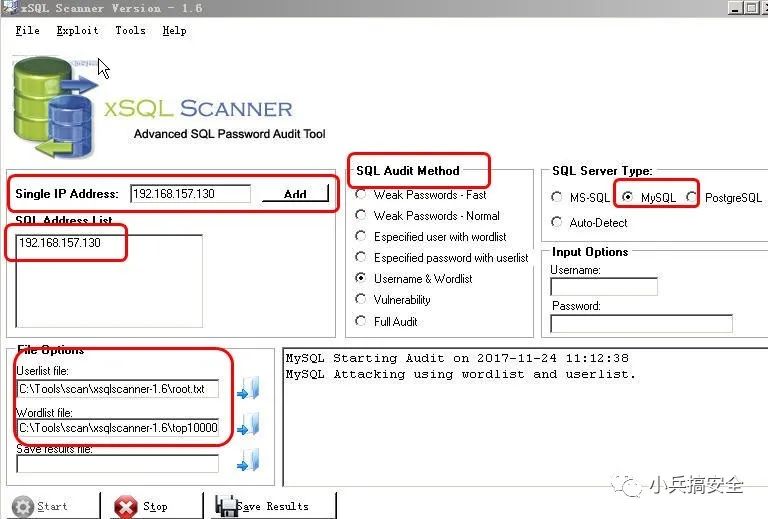 xSQL Scanner Version - 1.6
File Exploit Tools Help
xSQL SCANNER
Advanced SQL Password Audit Tool
Single IP Address: 192.168.157.130 Add
SQL Address List
192.168.157.130
SQL Audit Method
Weak Passwords - Fast
Weak Passwords - Normal
Especified user with wordlist
Especified password with userlist
Username & Wordlist
Vulnerability
Full Audit
SQL Server Type:
MS-SQL MySQL PostgreSQL
Auto-Detect
Input Options
Username:
Password:
File Options
Userlist file:
C:\Tools\scan\xsqlscanner-1.6\root.txt
Wordlist file:
C:\Tools\scan\xsqlscanner-1.6\top10000
Save results file:
MySQL Starting Audit on 2017-11-24 11:12:38
MySQL Attacking using wordlist and userlist.
小兵搞安全
Start Stop Save Results